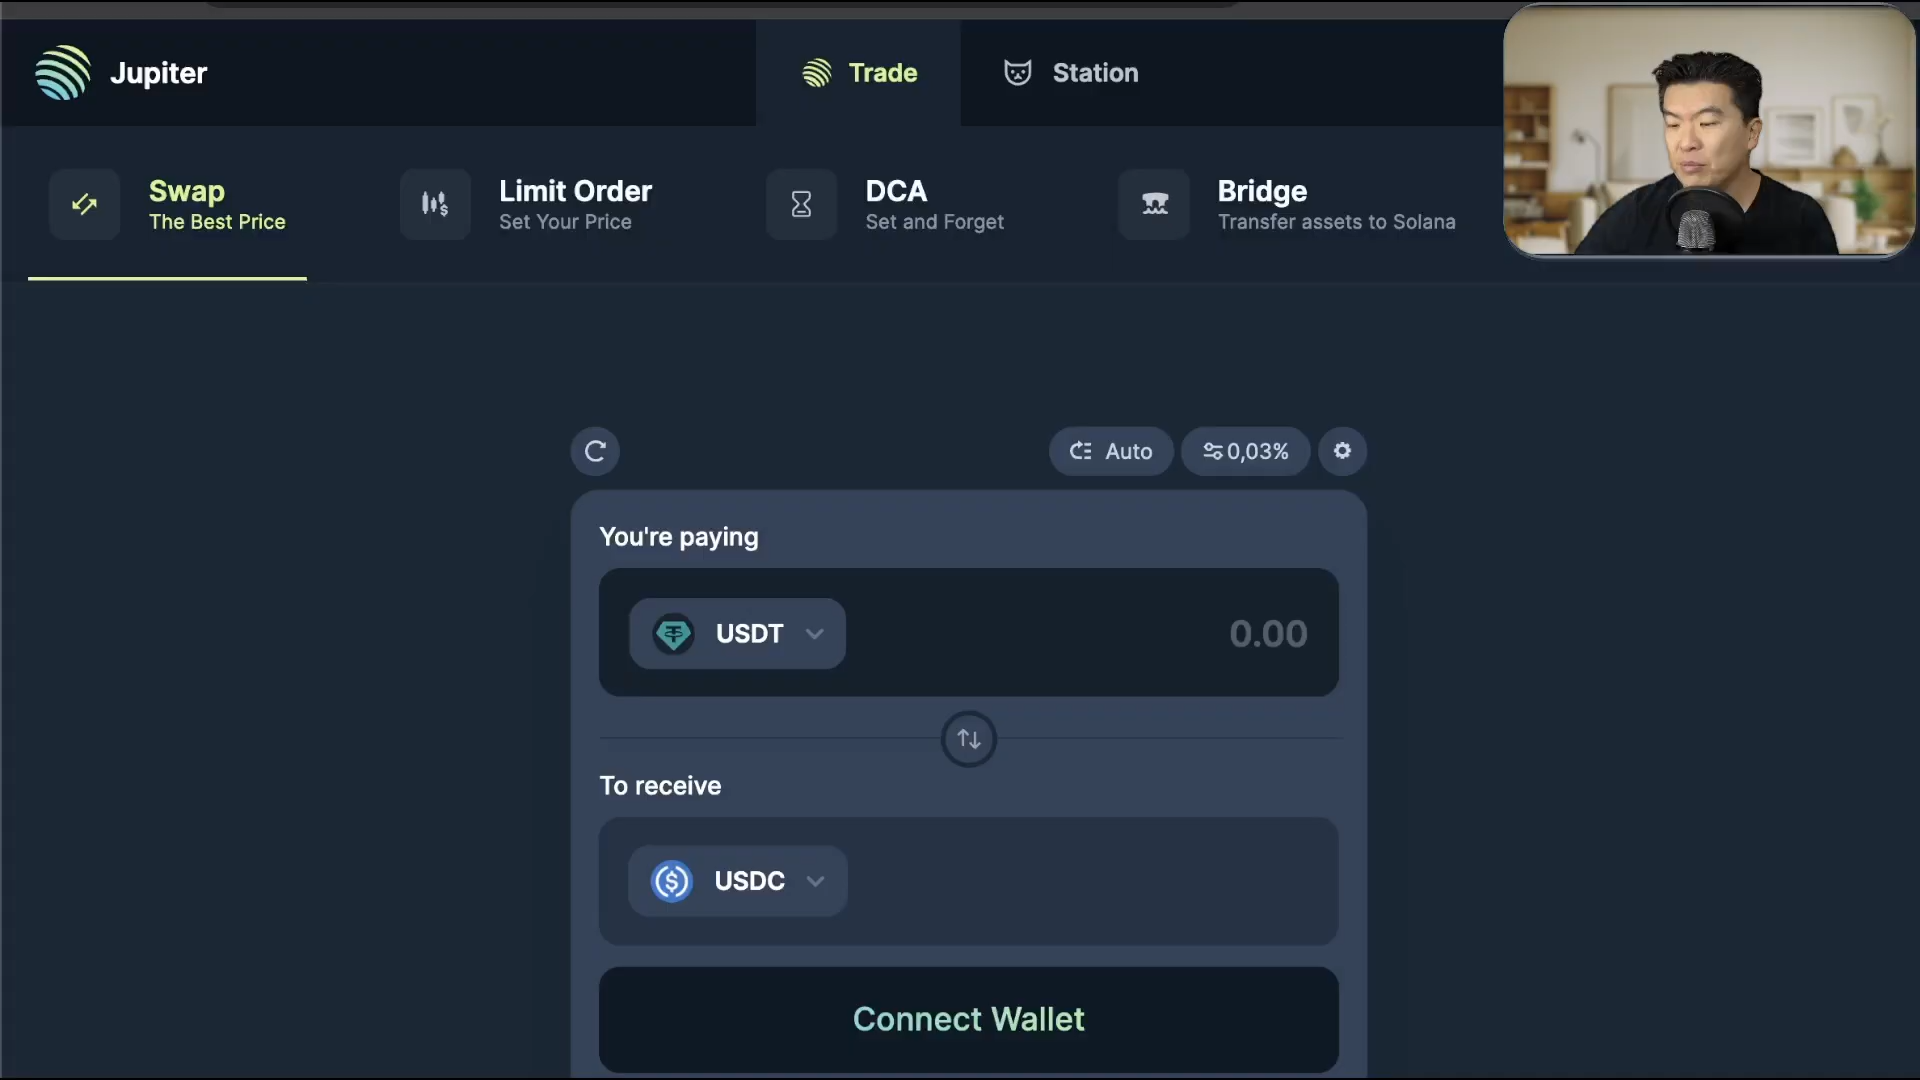 Jupiter
Trade
Station
Swap
The Best Price
Limit Order
Set Your Price
DCA
Set and Forget
Bridge
Transfer assets to Solana
Auto
0,03%
You're paying
USDT
0.00
To receive
USDC
Connect Wallet